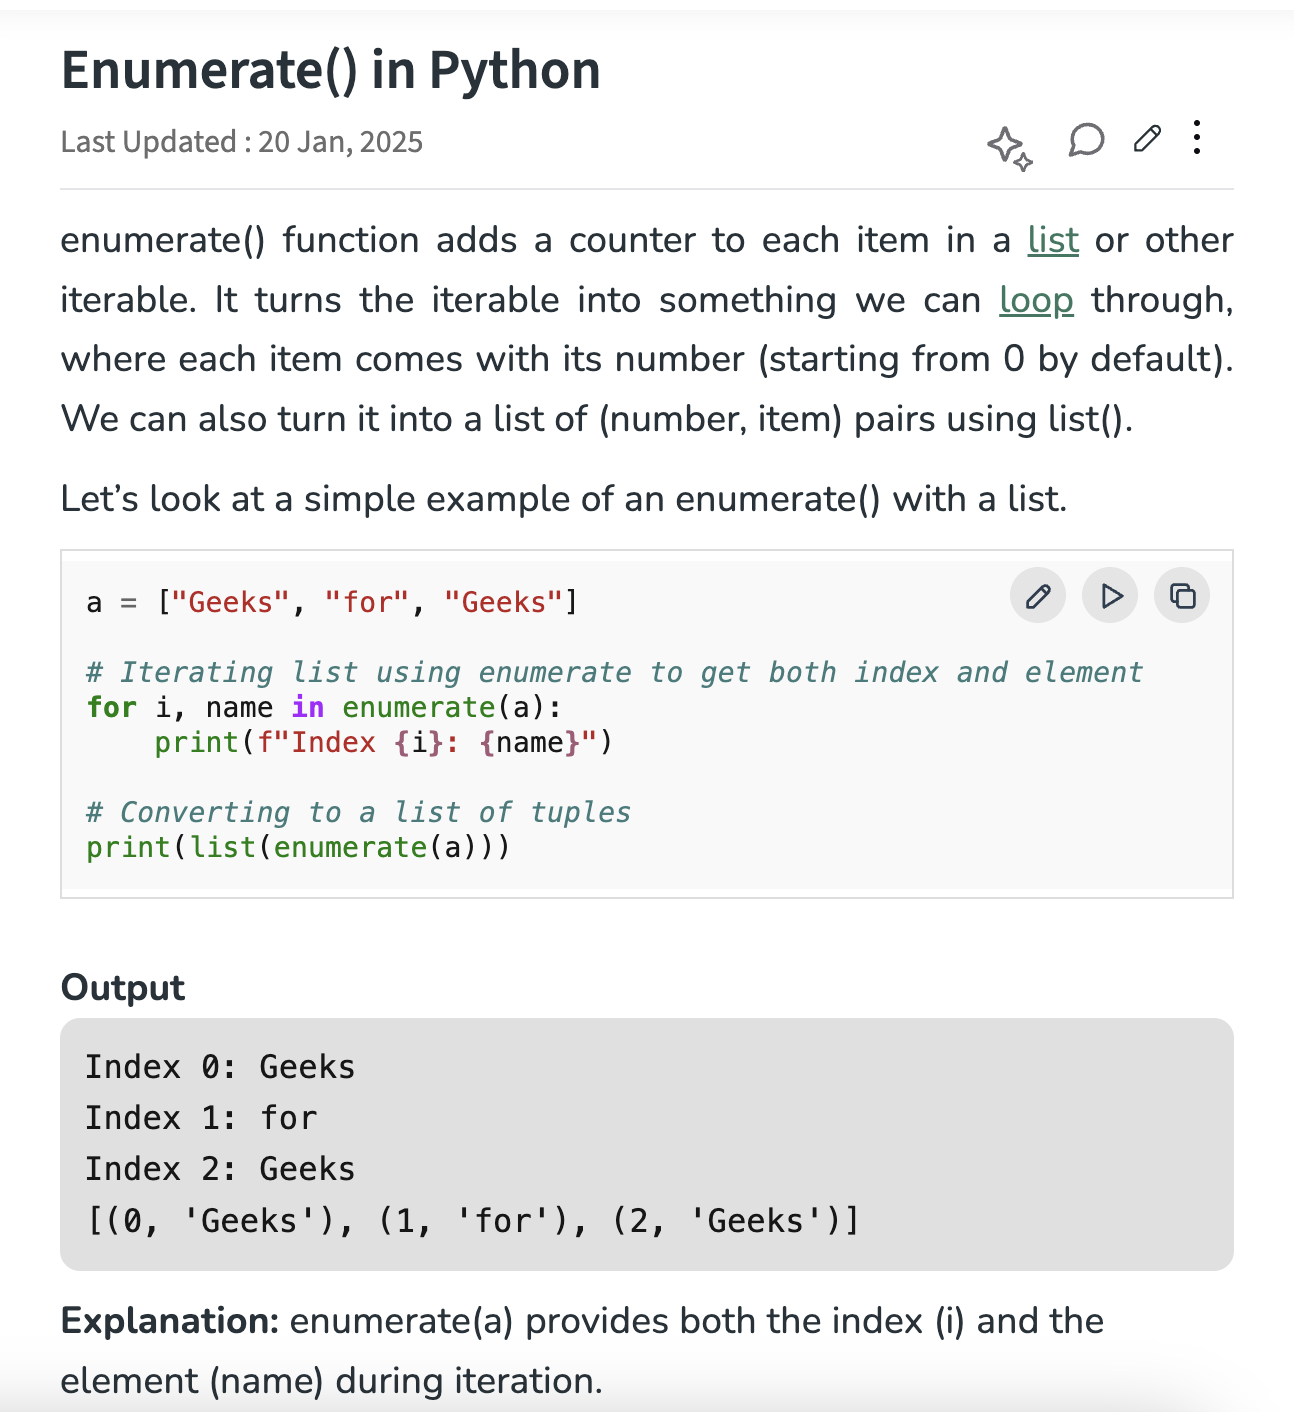 Enumerate() in Python
Last Updated : 20 Jan, 2025
enumerate() function adds a counter to each item in a list or other
iterable. It turns the iterable into something we can loop through,
where each item comes with its number (starting from 0 by default).
We can also turn it into a list of (number, item) pairs using list().
Let’s look at a simple example of an enumerate() with a list.
a = ["Geeks", "for", "Geeks"]
# Iterating list using enumerate to get both index and element
for i, name in enumerate(a):
    print(f"Index {i}: {name}")
# Converting to a list of tuples
print(list(enumerate(a)))
Output
Index 0: Geeks
Index 1: for
Index 2: Geeks
[(0, 'Geeks'), (1, 'for'), (2, 'Geeks')]
Explanation: enumerate(a) provides both the index (i) and the
element (name) during iteration.